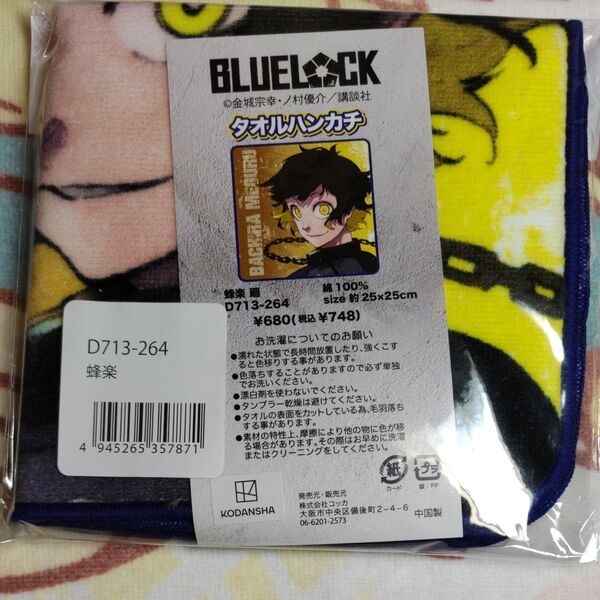 BLUELOCK
©金城宗幸・ノ村優介/講談社
タオルハンカチ
BACHIRA MEGURU
蜂楽 廻
D713-264
綿 100%
size 約 25x25cm
¥680(税込¥748)
お洗濯についてのお願い
●濡れた状態で長時間放置したり、強くこす
ると色移りする事があります。
●色落ちすることがありますので必ず単独
でお洗いください。
●漂白剤を使わないでください。
●タンブラー乾燥は避けてください。
●タオルの表面をカットしている為、毛羽落ち
する事があります。
●素材の特性上、摩擦により他の物に色が移
る場合があります。その際はお早めに洗濯
またはクリーニングをしてください。
紙
カード
プラ
袋:PP
KODANSHA
発売元・販売元
株式会社コッカ
大阪市中央区備後町2-4-6
06-6201-2573
中国製
D713-264
蜂楽
4 945265 357871